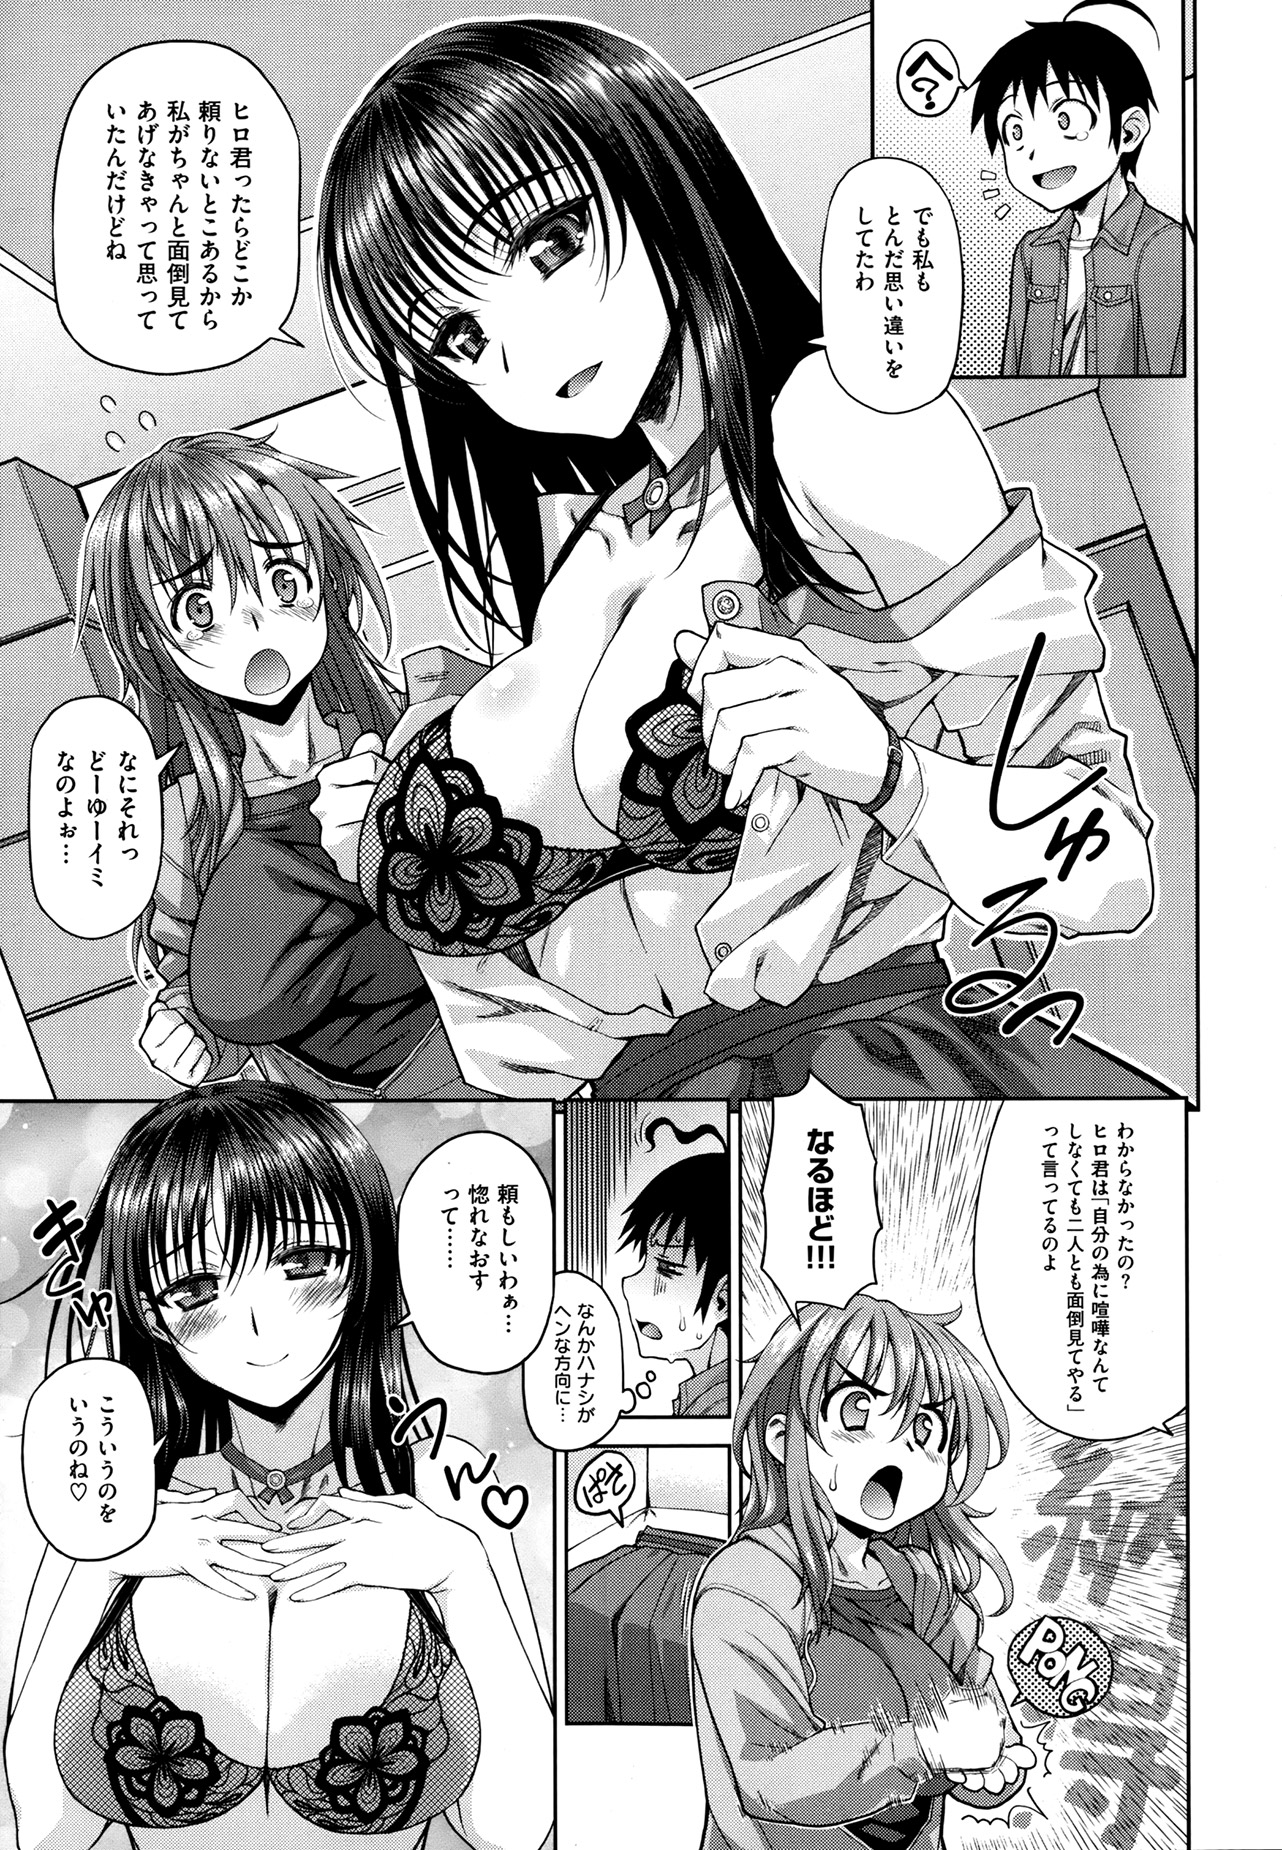 へ？
でも私も
とんだ思い違いを
してたわ
ヒロ君ったらどこか
頼りないとこあるから
私がちゃんと面倒見て
あげなきゃって思って
いたんだけどね
しゅるっ
なにそれっ
どーゆーイミ
なのよぉ…
わからなかったの？
ヒロ君は「自分の為に喧嘩なんて
しなくても二人とも面倒見てやる」
って言ってるのよ
なるほど!!!
納得
PON
なんかハナシが
ヘンな方向に…
ぱさ
頼もしいわぁ…
惚れなおす
って……
きゅうん♡
こういうのを
いうのね♡